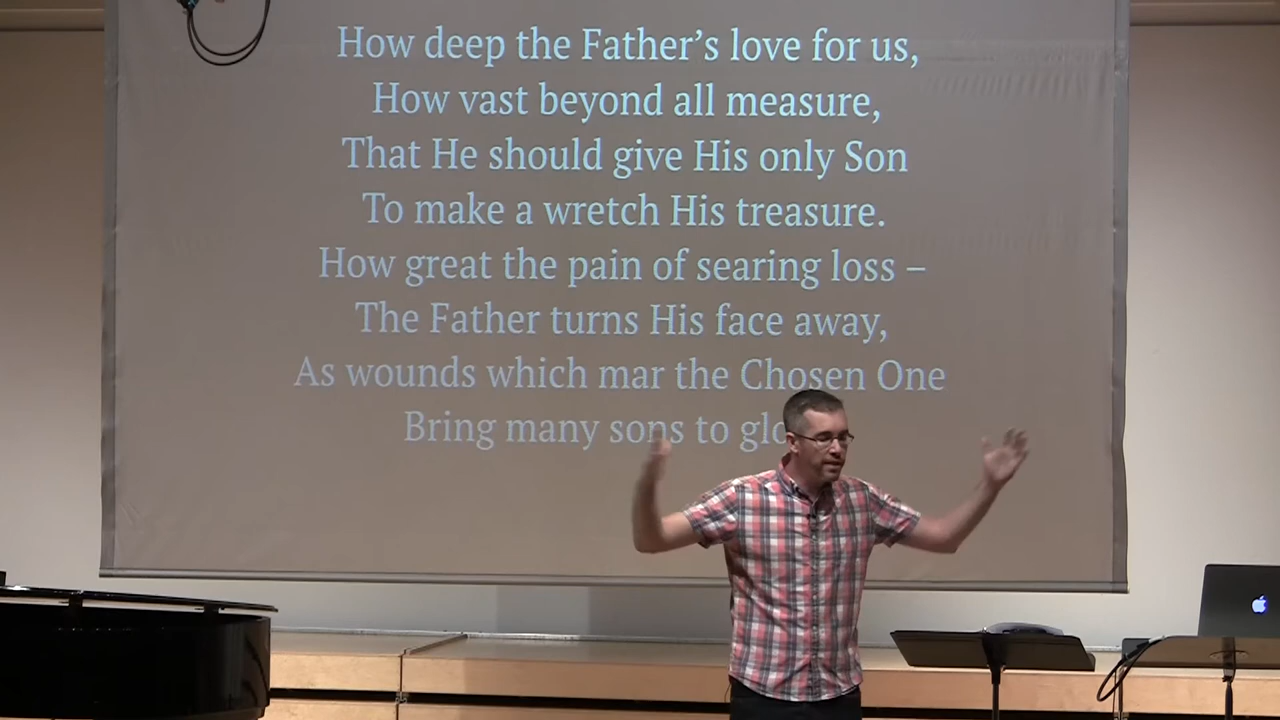 How deep the Father’s love for us,
How vast beyond all measure,
That He should give His only Son
To make a wretch His treasure.
How great the pain of searing loss –
The Father turns His face away,
As wounds which mar the Chosen One
Bring many sons to